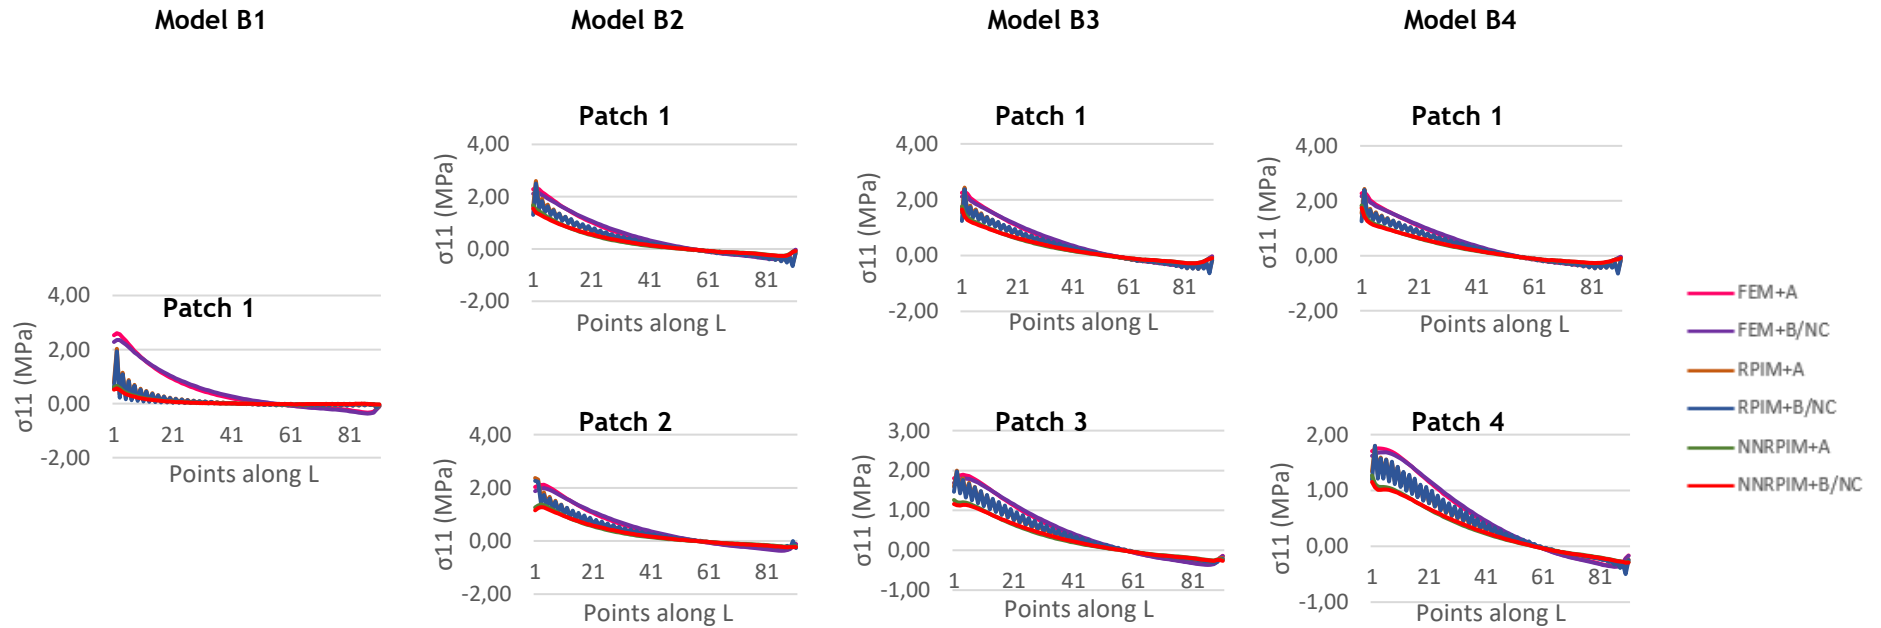 Model B1
Model B2
Model B3
Model B4
Patch 1
4,00
2,00
0,00
-2,00
σ11 (MPa)
1 21 41 61 81
Points along L
Patch 1
4,00
2,00
0,00
-2,00
σ11 (MPa)
1 21 41 61 81
Points along L
Patch 2
4,00
2,00
0,00
-2,00
σ11 (MPa)
1 21 41 61 81
Points along L
Patch 1
4,00
2,00
0,00
-2,00
σ11 (MPa)
1 21 41 61 81
Points along L
Patch 3
3,00
2,00
1,00
0,00
-1,00
σ11 (MPa)
1 21 41 61 81
Points along L
Patch 1
4,00
2,00
0,00
-2,00
σ11 (MPa)
1 21 41 61 81
Points along L
Patch 4
2,00
1,00
0,00
-1,00
σ11 (MPa)
1 21 41 61 81
Points along L
FEM+A
FEM+B/NC
RPIM+A
RPIM+B/NC
NNRPIM+A
NNRPIM+B/NC